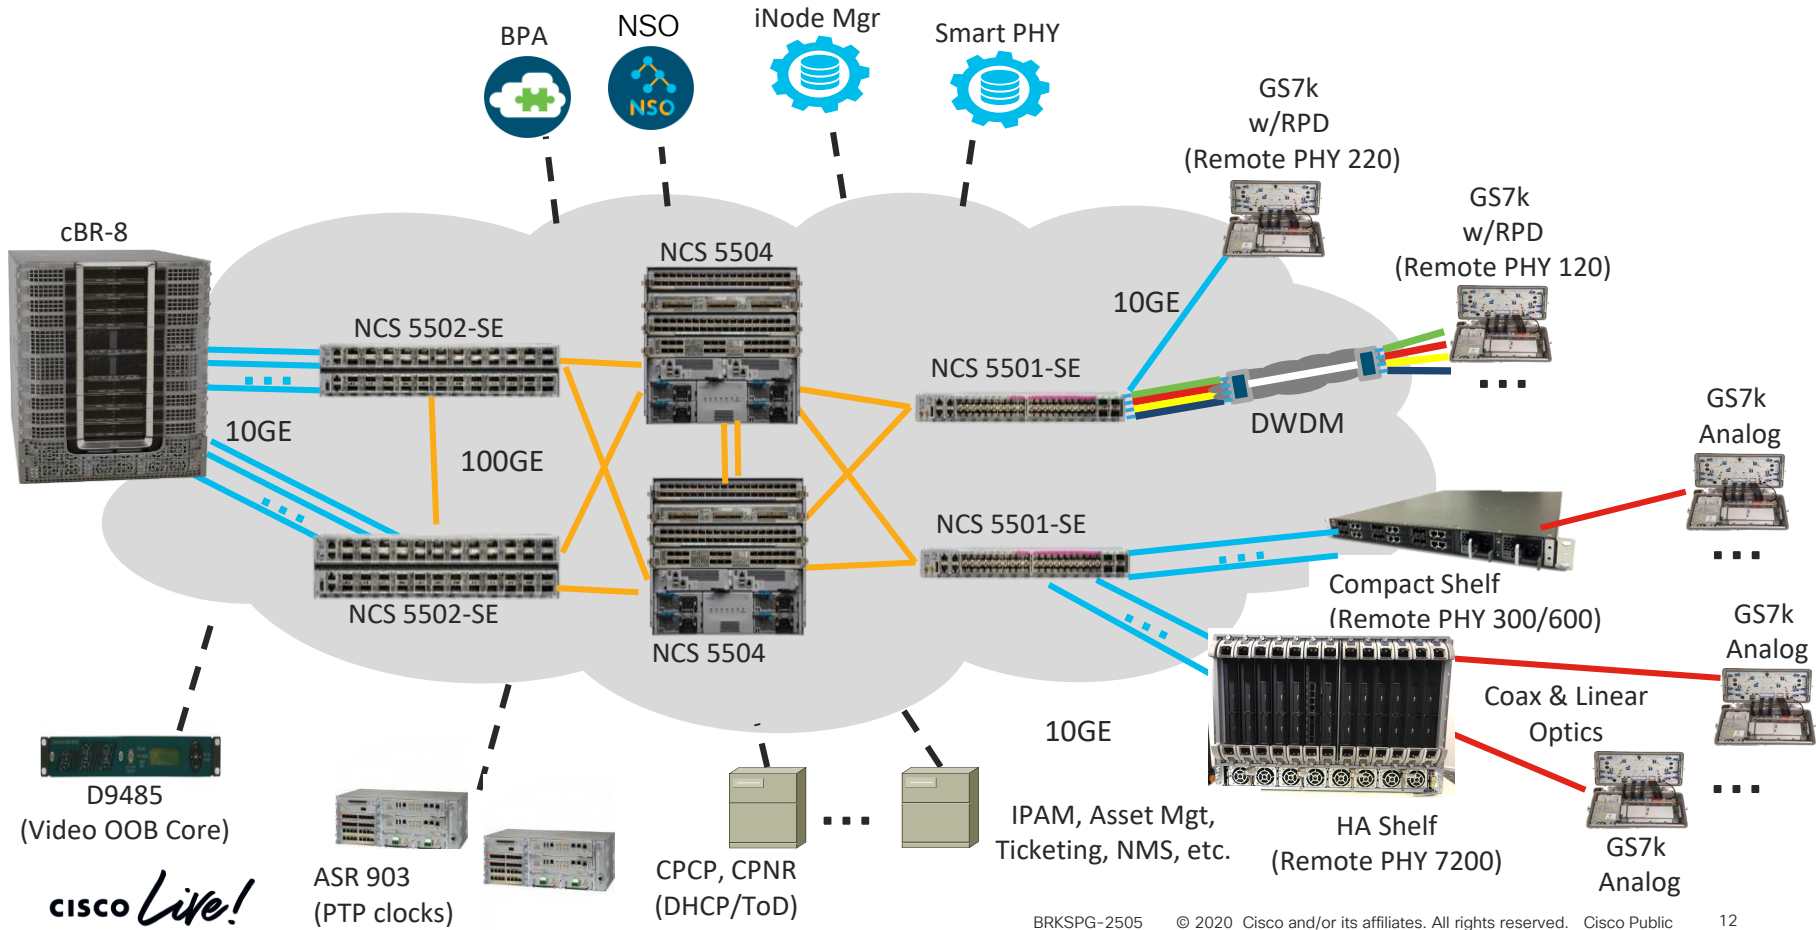 BPA
NSO
iNode Mgr
Smart PHY
NSO
GS7k
w/RPD
(Remote PHY 220)
GS7k
w/RPD
(Remote PHY 120)
cBR-8
NCS 5504
NCS 5502-SE
10GE
NCS 5501-SE
DWDM
GS7k
Analog
10GE
100GE
NCS 5501-SE
NCS 5502-SE
NCS 5504
Compact Shelf
(Remote PHY 300/600)
GS7k
Analog
Coax & Linear
Optics
10GE
D9485
(Video OOB Core)
ASR 903
(PTP clocks)
CPCP, CPNR
(DHCP/ToD)
IPAM, Asset Mgt,
Ticketing, NMS, etc.
HA Shelf
(Remote PHY 7200)
GS7k
Analog
CISCO Live!
BRKSPG-2505 © 2020 Cisco and/or its affiliates. All rights reserved. Cisco Public 12